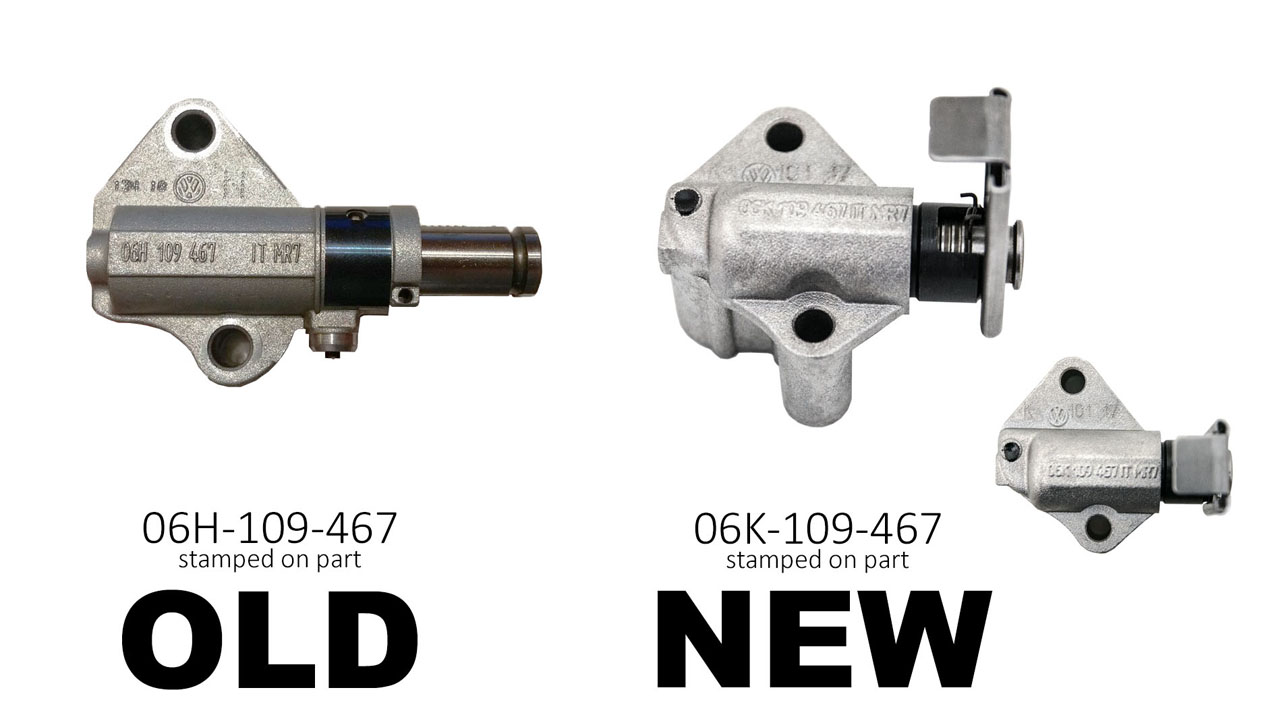 06H 109 467 IT MR7
06K 109 467 IT MR7
06K 109 467 IT MR7
06H-109-467
stamped on part
OLD
06K-109-467
stamped on part
NEW